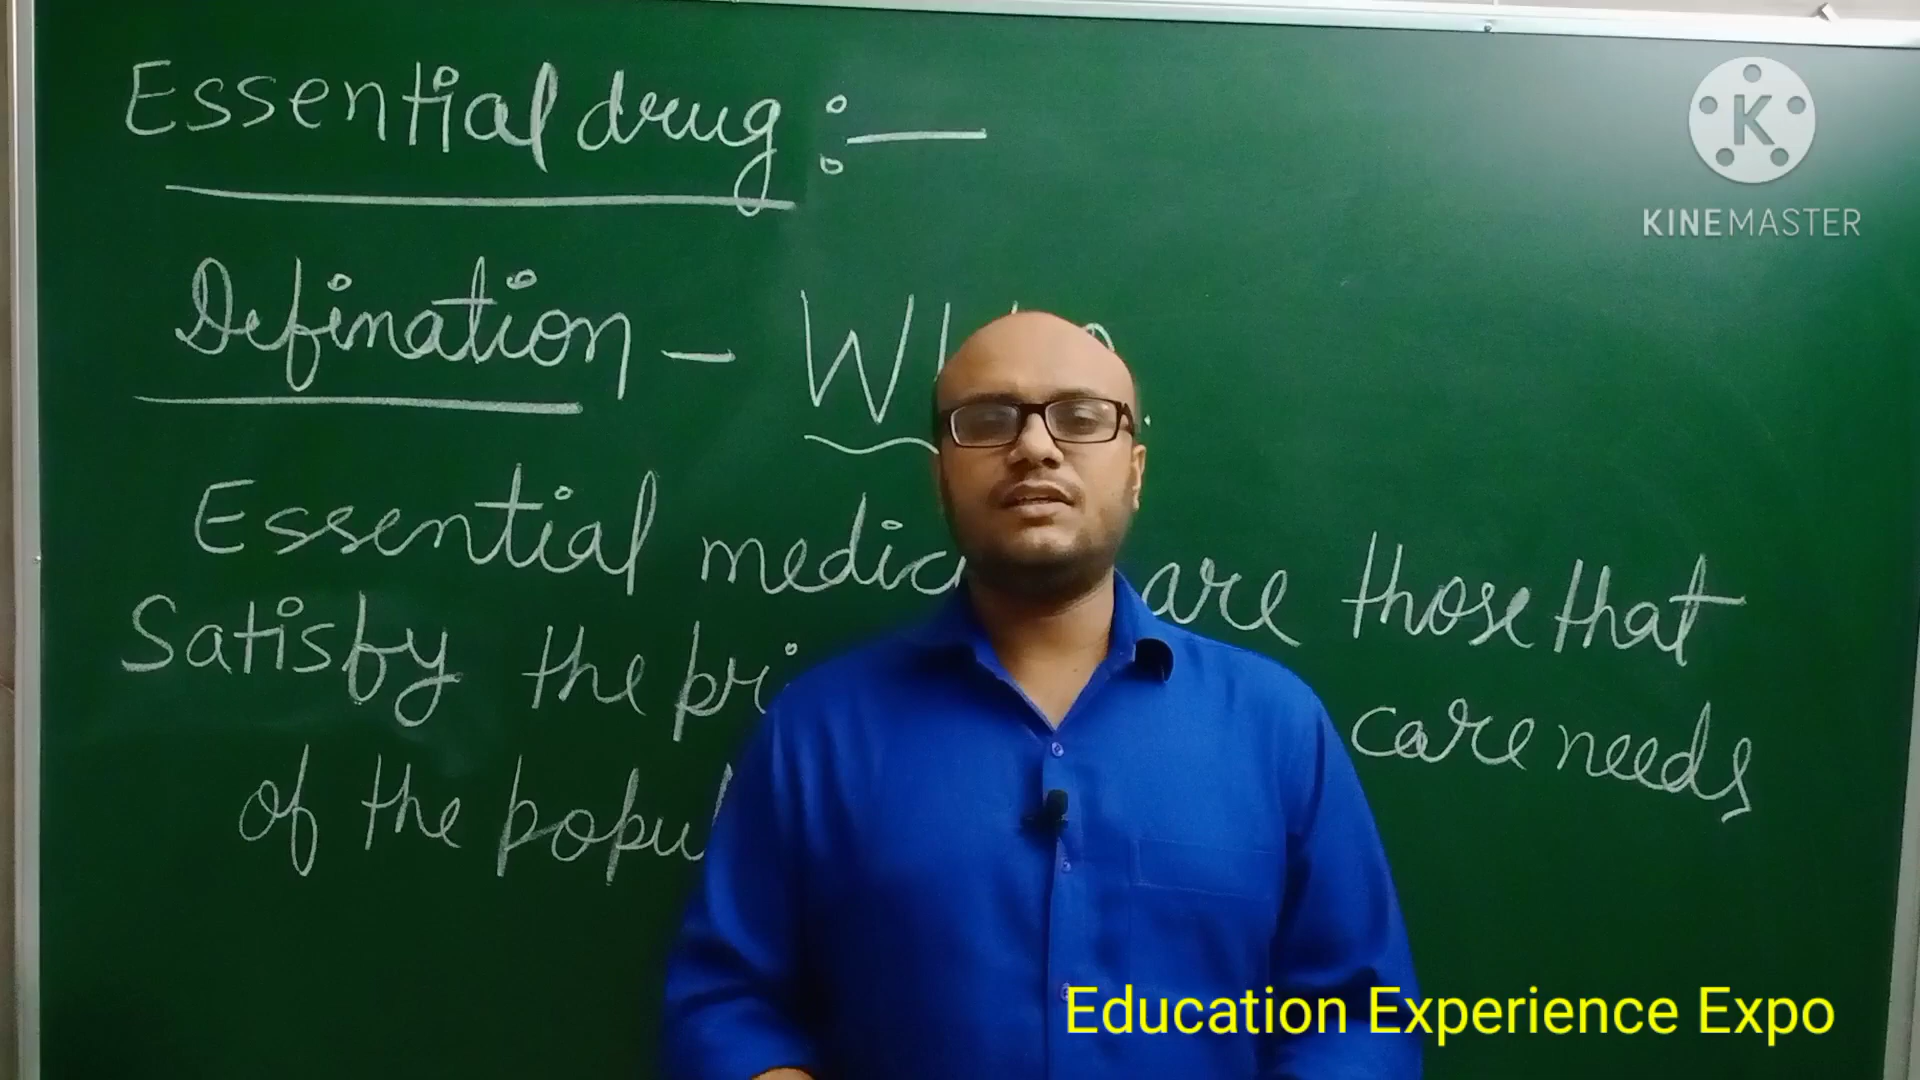 Essential drug :—
Defination – W
Essential medic are those that
Satisfy the pri care needs
of the popul
K
KINEMASTER
Education Experience Expo